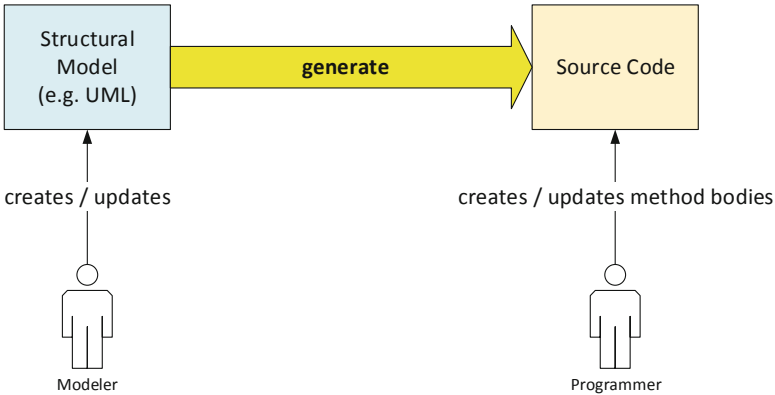 Structural
Model
(e.g. UML)
generate
Source Code
creates / updates
creates / updates method bodies
Modeler
Programmer